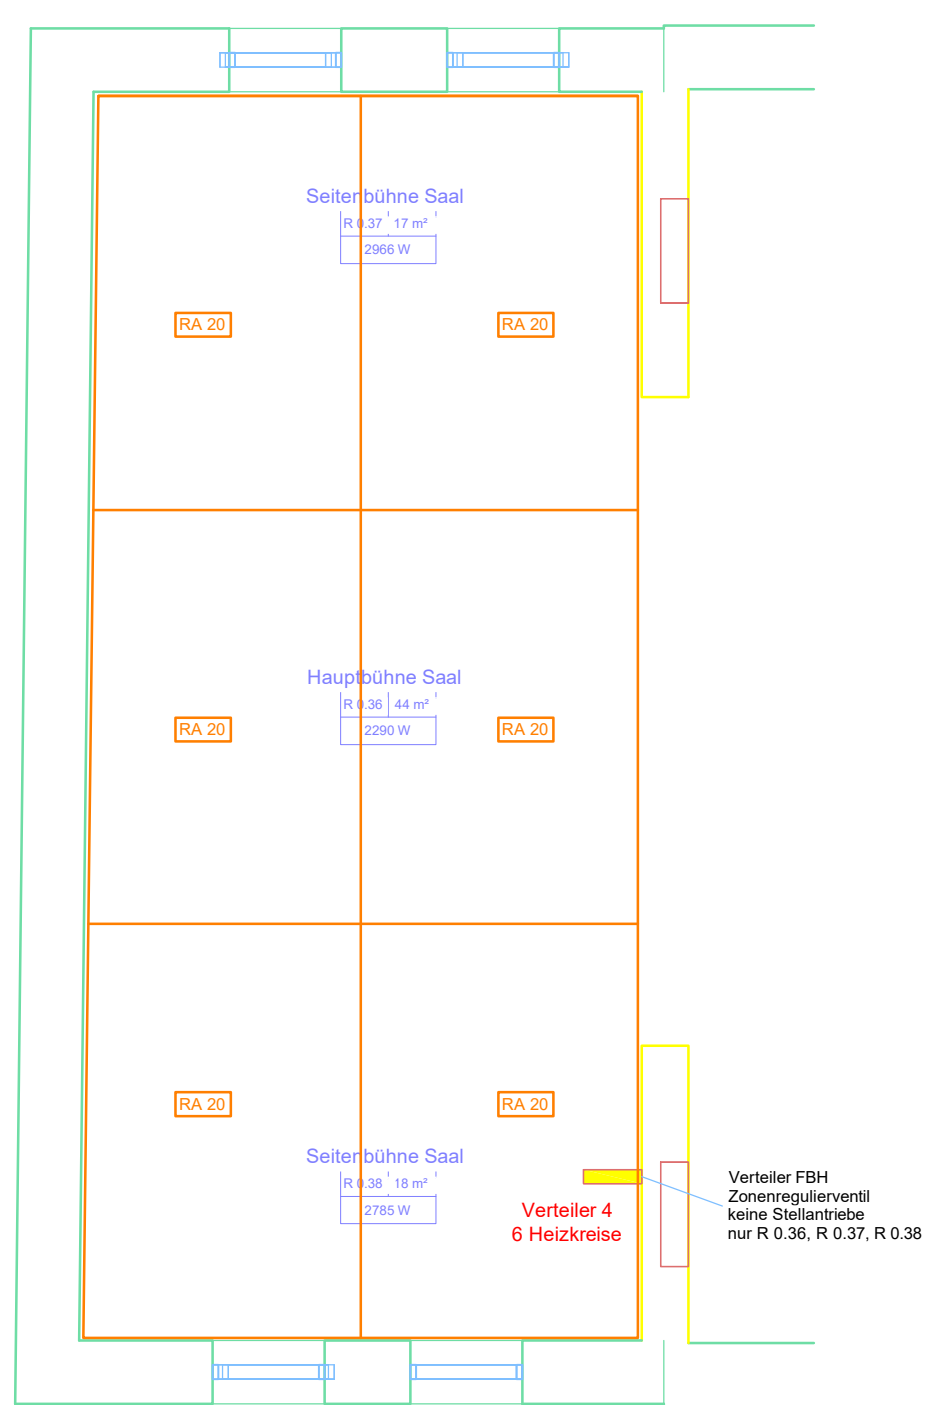 Seitenbühne Saal
R 0.37 17 m²
2966 W
RA 20 RA 20
Hauptbühne Saal
R 0.36 44 m²
2290 W
RA 20 RA 20
RA 20 RA 20
Seitenbühne Saal
R 0.38 18 m²
2785 W
Verteiler 4
6 Heizkreise
Verteiler FBH
Zonenregulierventil
keine Stellantriebe
nur R 0.36, R 0.37, R 0.38